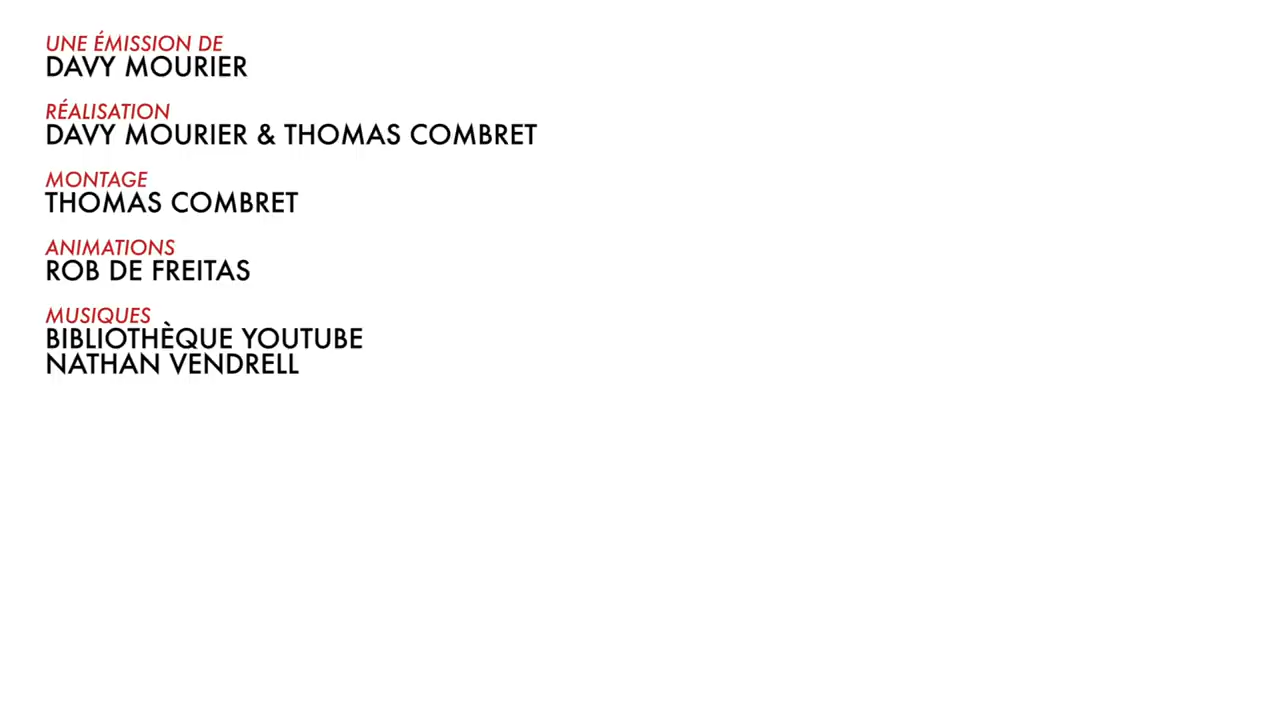 UNE ÉMISSION DE
DAVY MOURIER
RÉALISATION
DAVY MOURIER & THOMAS COMBRET
MONTAGE
THOMAS COMBRET
ANIMATIONS
ROB DE FREITAS
MUSIQUES
BIBLIOTHÈQUE YOUTUBE
NATHAN VENDRELL